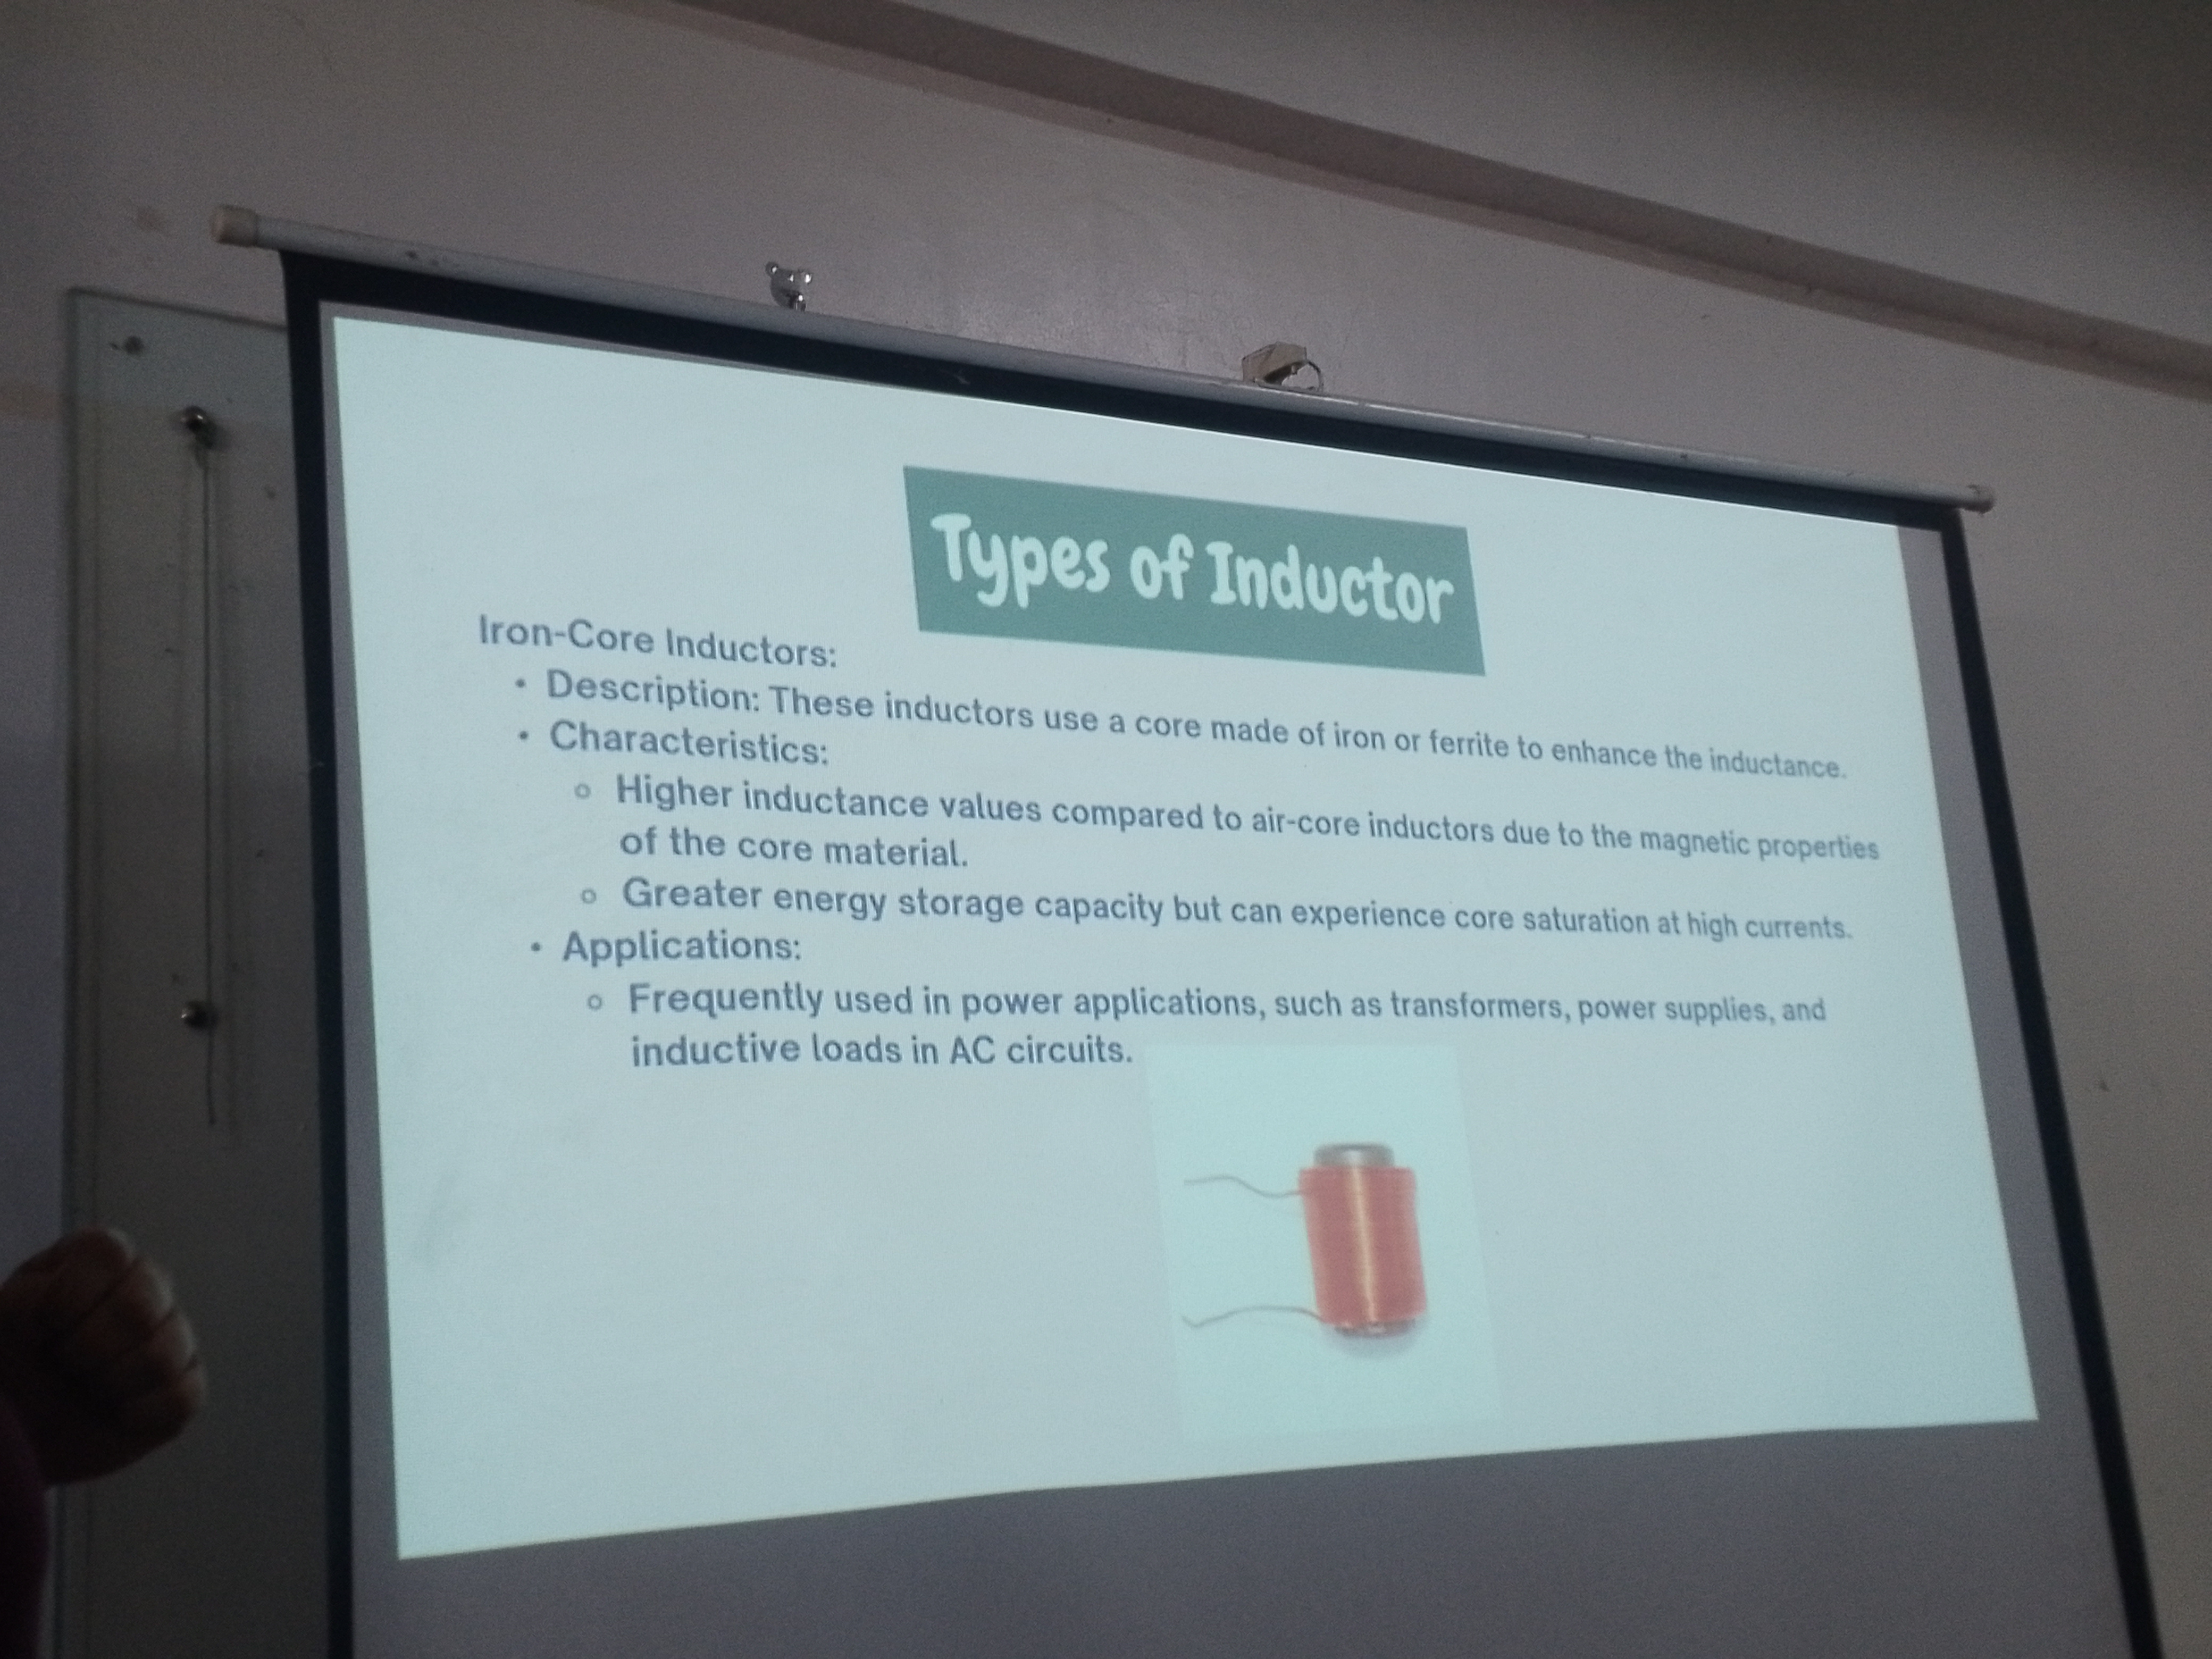 Types of Inductor
Iron-Core Inductors:
• Description: These inductors use a core made of iron or ferrite to enhance the inductance.
• Characteristics:
o Higher inductance values compared to air-core inductors due to the magnetic properties
of the core material.
o Greater energy storage capacity but can experience core saturation at high currents.
• Applications:
o Frequently used in power applications, such as transformers, power supplies, and
inductive loads in AC circuits.